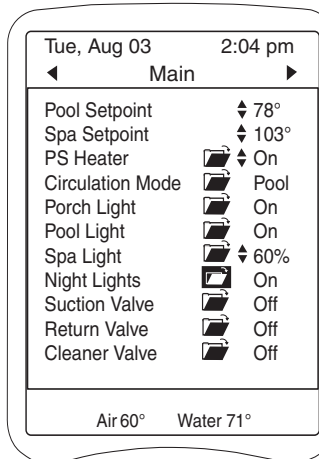 Tue, Aug 03 2:04 pm
Main
Pool Setpoint 78°
Spa Setpoint 103°
PS Heater On
Circulation Mode Pool
Porch Light On
Pool Light On
Spa Light 60%
Night Lights On
Suction Valve Off
Return Valve Off
Cleaner Valve Off
Air 60° Water 71°